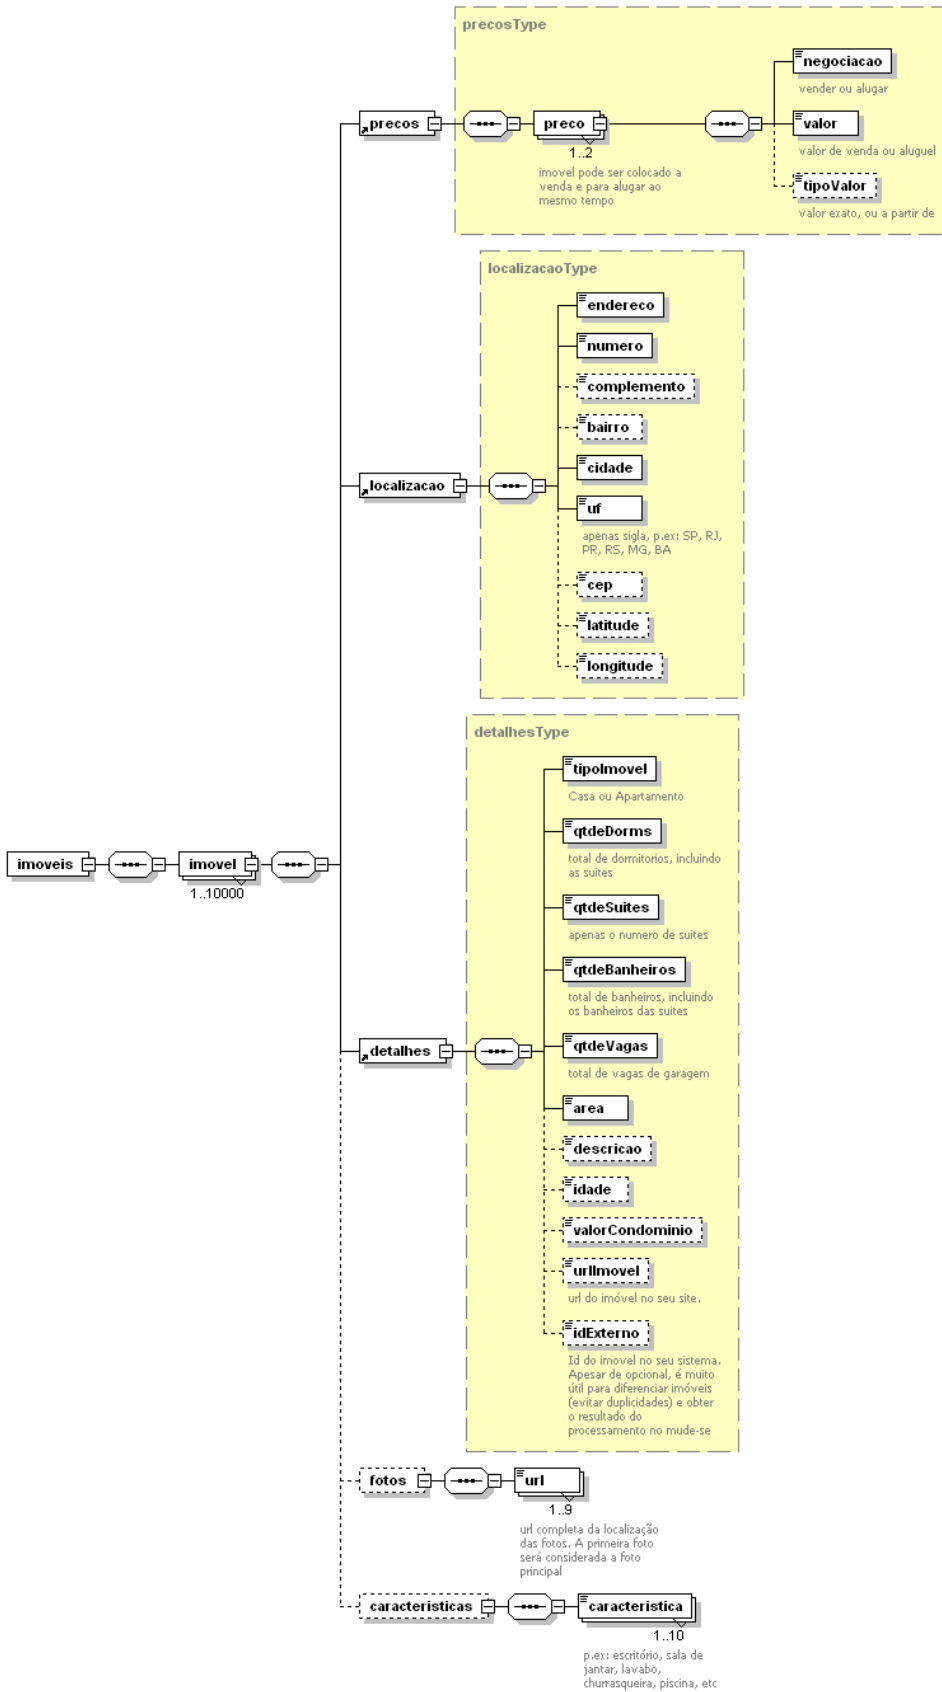 precosType
negociacao
vender ou alugar
precos
preco
1..2
imovel pode ser colocado a
venda e para alugar ao
mesmo tempo
valor
valor de venda ou aluguel
tipoValor
valor exato, ou a partir de
localizacaoType
endereco
numero
complemento
bairro
cidade
localizacao
uf
apenas sigla, p.ex: SP, RJ,
PR, RS, MG, BA
cep
latitude
longitude
detalhesType
tipoImovel
Casa ou Apartamento
qtdeDorms
total de dormitorios, incluindo
as suites
imoveis
imovel
1..10000
qtdeSuites
apenas o numero de suites
qtdeBanheiros
total de banheiros, incluindo
os banheiros das suites
detalhes
qtdeVagas
total de vagas de garagem
area
descricao
idade
valorCondominio
urlImovel
url do imóvel no seu site.
idExterno
Id do imovel no seu sistema.
Apesar de opcional, é muito
útil para diferenciar imóveis
(evitar duplicidades) e obter
o resultado do
processamento no mude-se
fotos
url
1..9
url completa da localização
das fotos. A primeira foto
será considerada a foto
principal
caracteristicas
caracteristica
1..10
p.ex: escritório, sala de
jantar, lavabo,
churrasqueira, piscina, etc